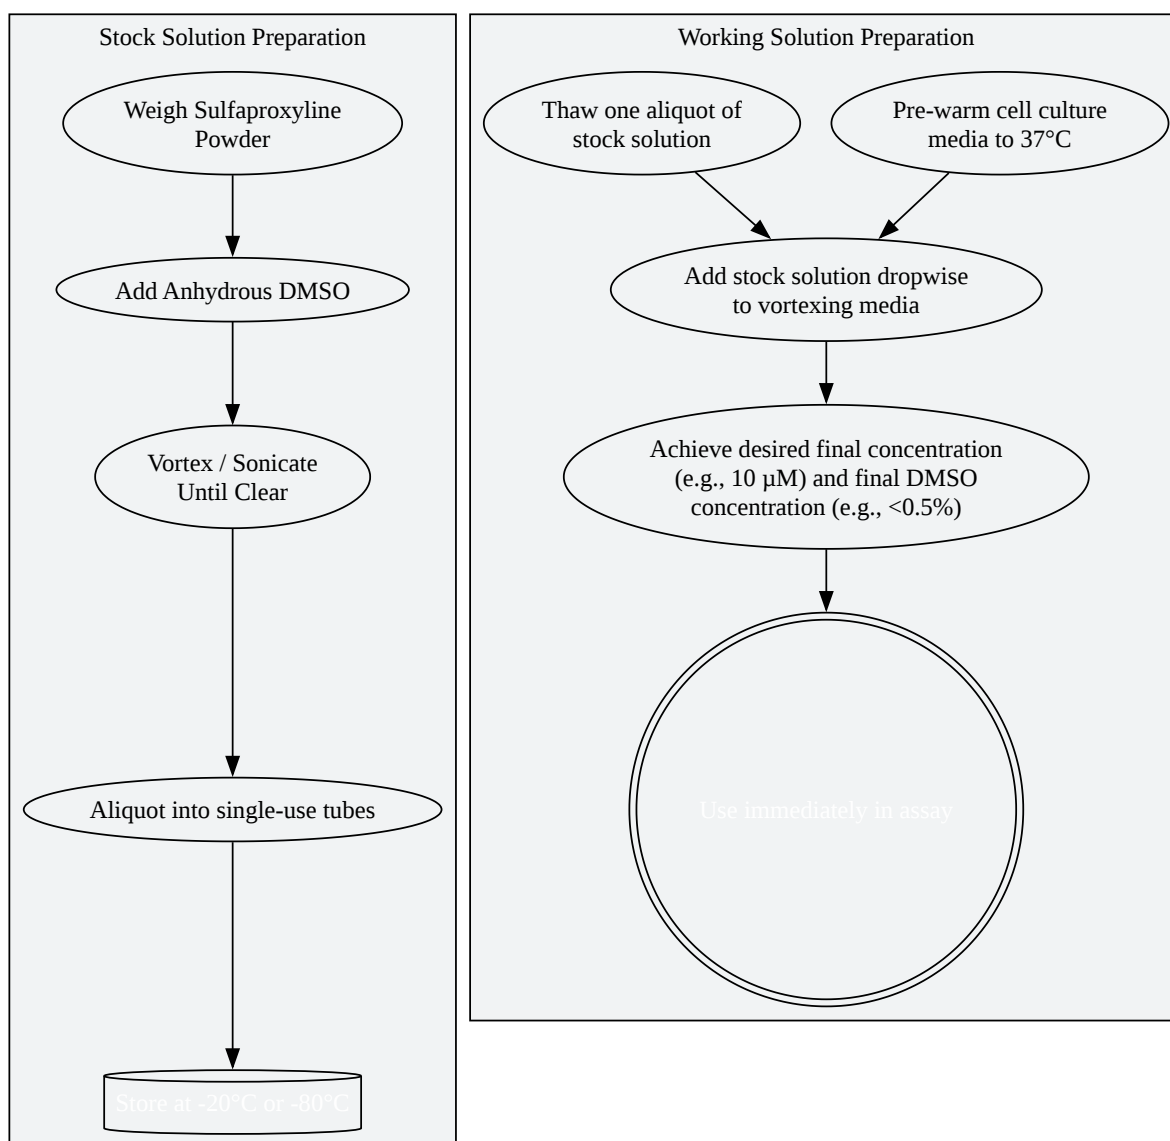 Stock Solution Preparation
Weigh Sulfaproxyline
Powder
Add Anhydrous DMSO
Vortex / Sonicate
Until Clear
Aliquot into single-use tubes
Store at -20°C or -80°C
Working Solution Preparation
Thaw one aliquot of
stock solution
Pre-warm cell culture
media to 37°C
Add stock solution dropwise
to vortexing media
Achieve desired final concentration
(e.g., 10 µM) and final DMSO
concentration (e.g., <0.5%)
Use immediately in assay